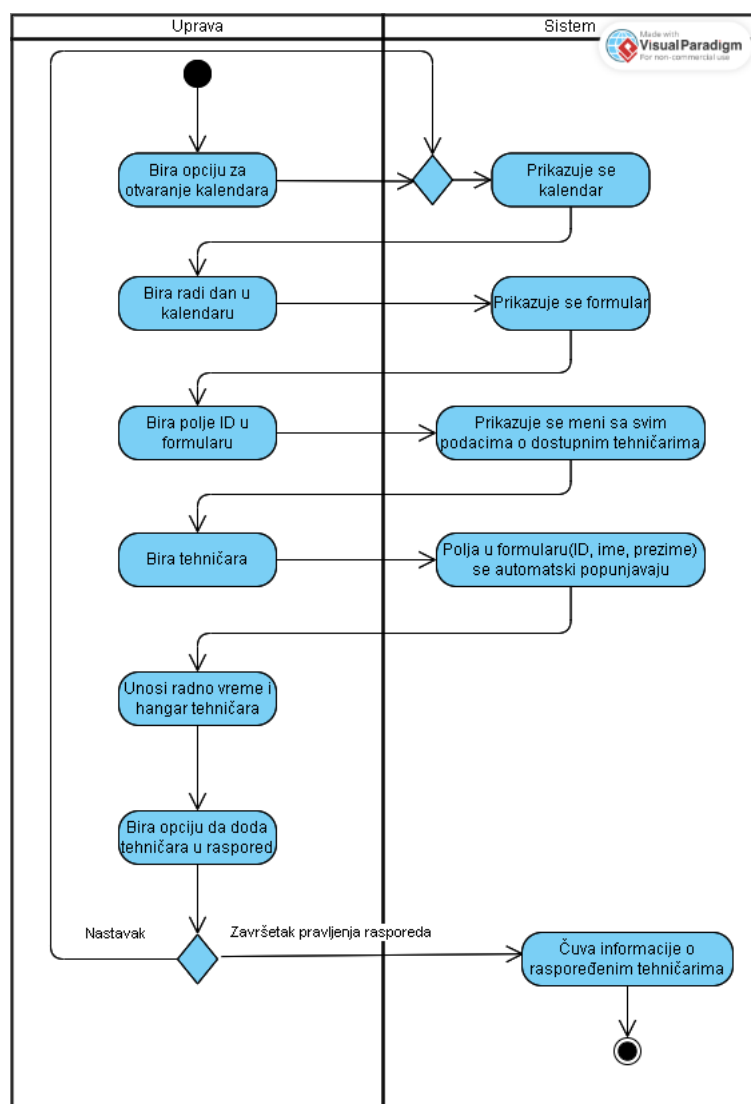 Uprava
Sistem
Made with
Visual Paradigm
For non-commercial use
Bira opciju za
otvaranje kalendara
Prikazuje se
kalendar
Bira radi dan u
kalendaru
Prikazuje se formular
Bira polje ID u
formularu
Prikazuje se meni sa svim
podacima o dostupnim tehničarima
Bira tehničara
Polja u formularu(ID, ime, prezime)
se automatski popunjavaju
Unosi radno vreme i
hangar tehničara
Bira opciju da doda
tehničara u raspored
Nastavak
Završetak pravljenja rasporeda
Čuva informacije o
raspoređenim tehničarima